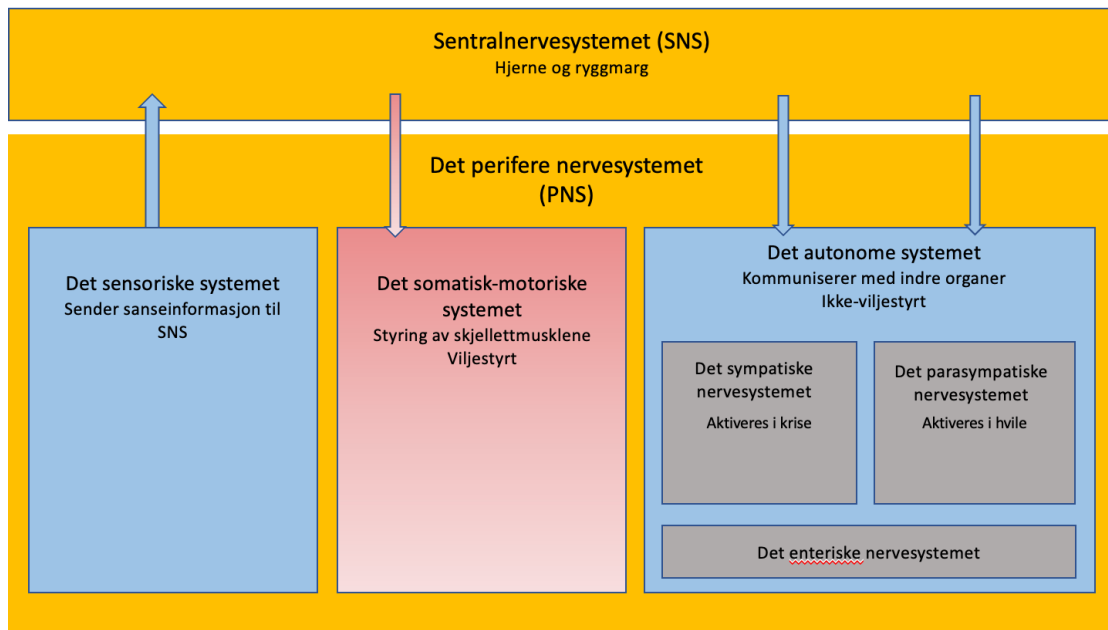 Sentralnervesystemet (SNS)
Hjerne og ryggmarg
Det perifere nervesystemet
(PNS)
Det sensoriske systemet
Sender sanseinformasjon til
SNS
Det somatisk-motoriske
systemet
Styring av skjellettmusklene
Viljestyrt
Det autonome systemet
Kommuniserer med indre organer
Ikke-viljestyrt
Det sympatiske
nervesystemet
Aktiveres i krise
Det parasympatiske
nervesystemet
Aktiveres i hvile
Det enteriske nervesystemet